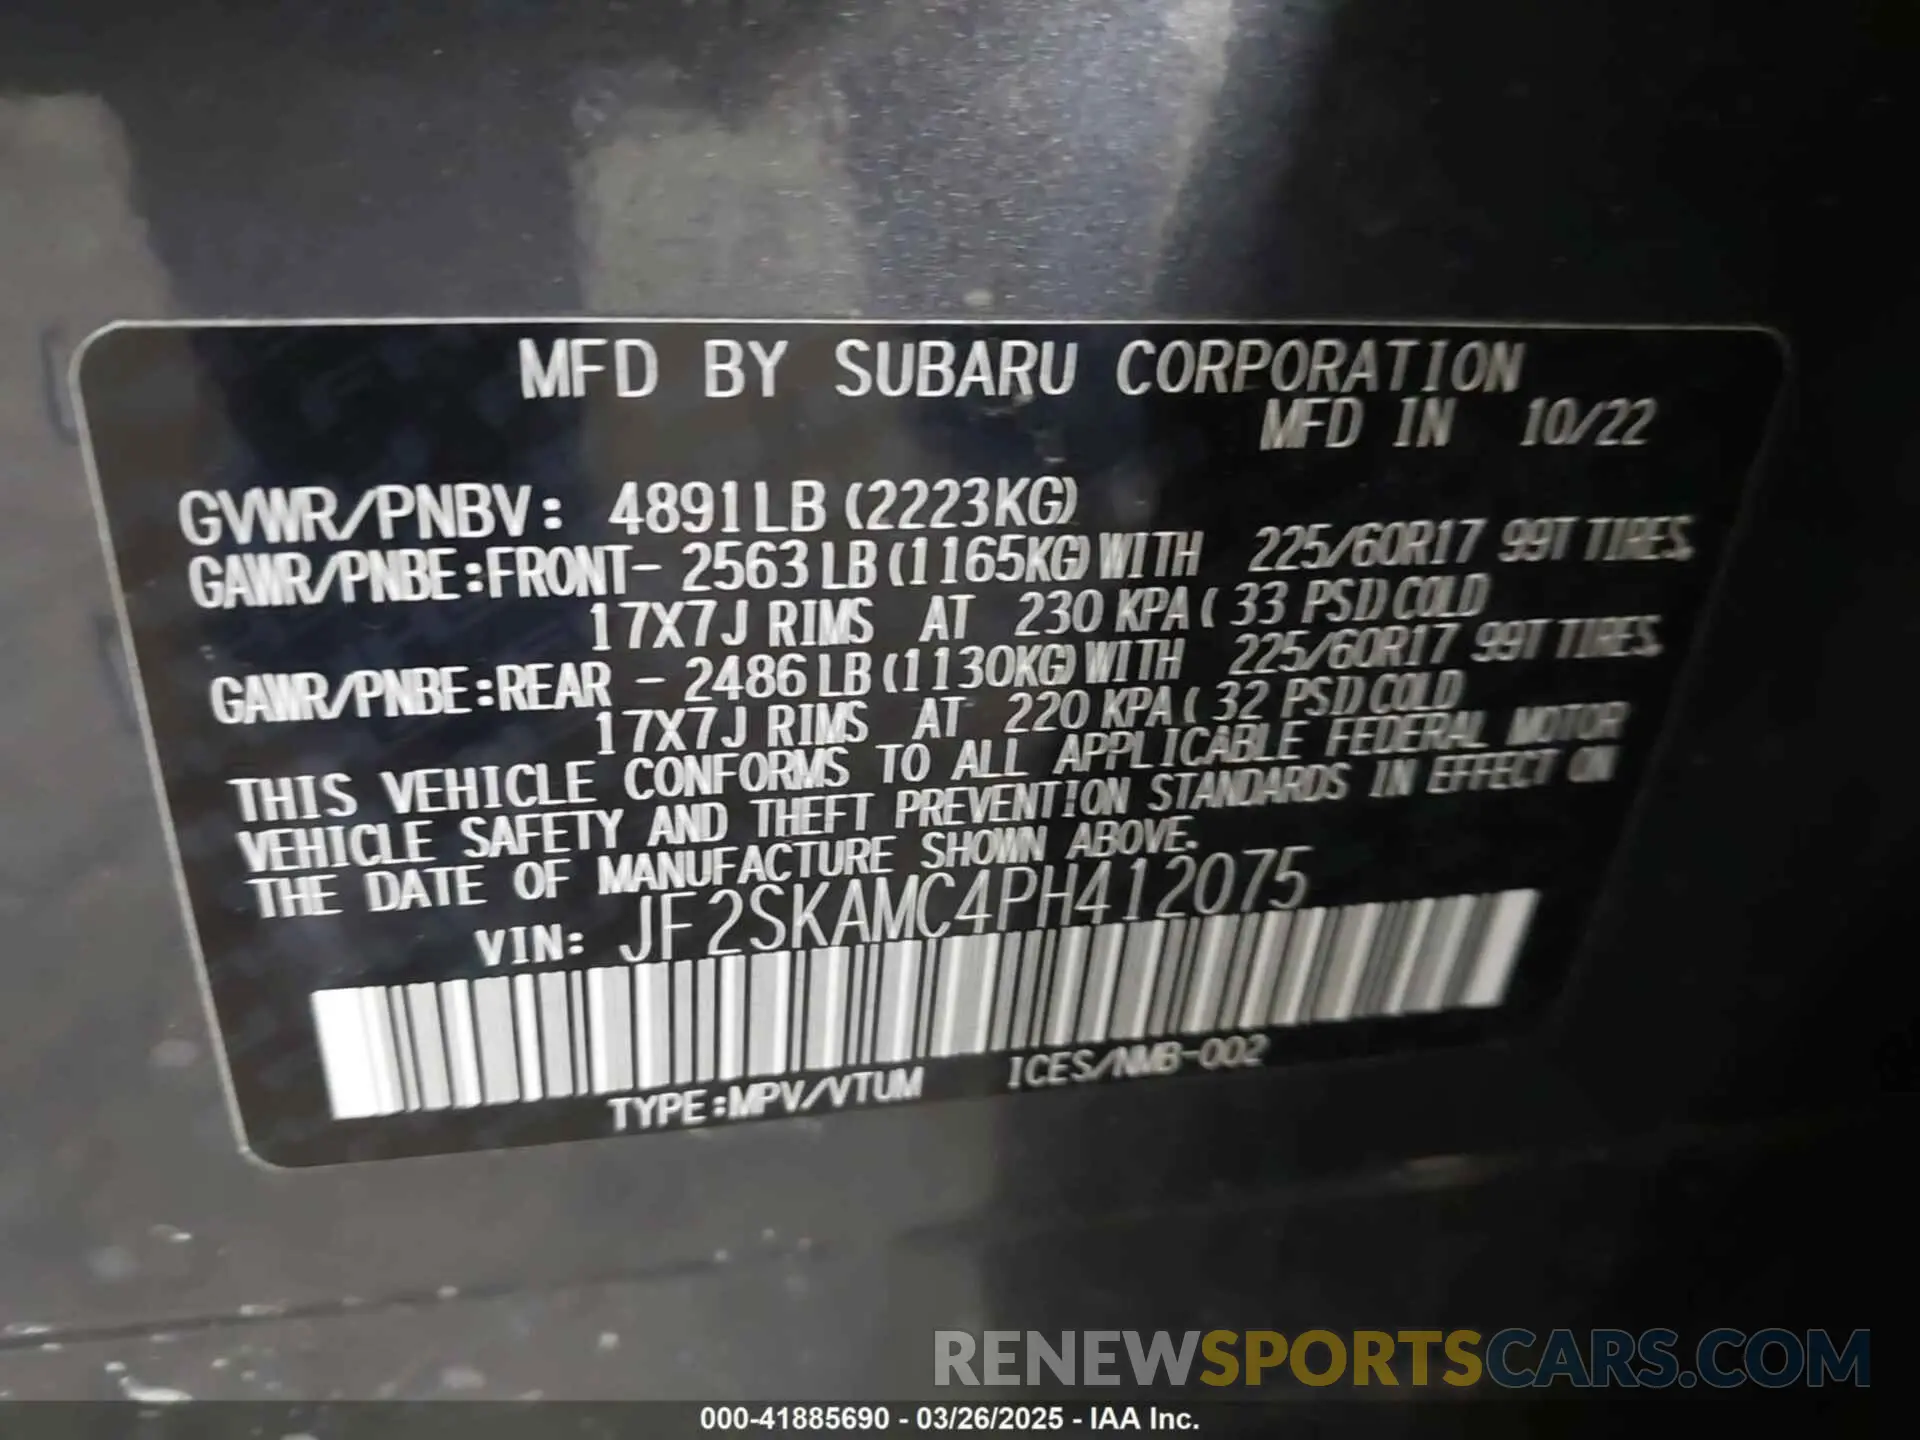 MFD BY SUBARU CORPORATION
MFD IN 10/22
GVWR/PNBV: 4891LB (2223KG)
GAWR/PNBE:FRONT- 2563 LB (1165KG) WITH 225/60R17 99T TIRES.
17X7J RIMS AT 230 KPA ( 33 PSI) COLD
GAWR/PNBE:REAR - 2486 LB (1130KG) WITH 225/60R17 99T TIRES.
17X7J RIMS AT 220 KPA ( 32 PSI) COLD
THIS VEHICLE CONFORMS TO ALL APPLICABLE FEDERAL MOTOR
VEHICLE SAFETY AND THEFT PREVENTION STANDARDS IN EFFECT ON
THE DATE OF MANUFACTURE SHOWN ABOVE.
VIN: JF2SKAMC4PH412075
TYPE:MPV/VTUM ICES/NMB-002
RENEWSPORTSCARS.COM
000-41885690 - 03/26/2025 - IAA Inc.